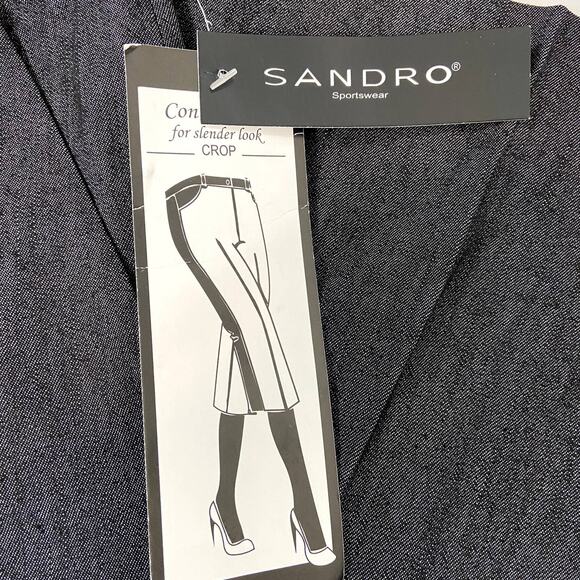 SANDRO®
Sportswear
Con
for slender look
CROP